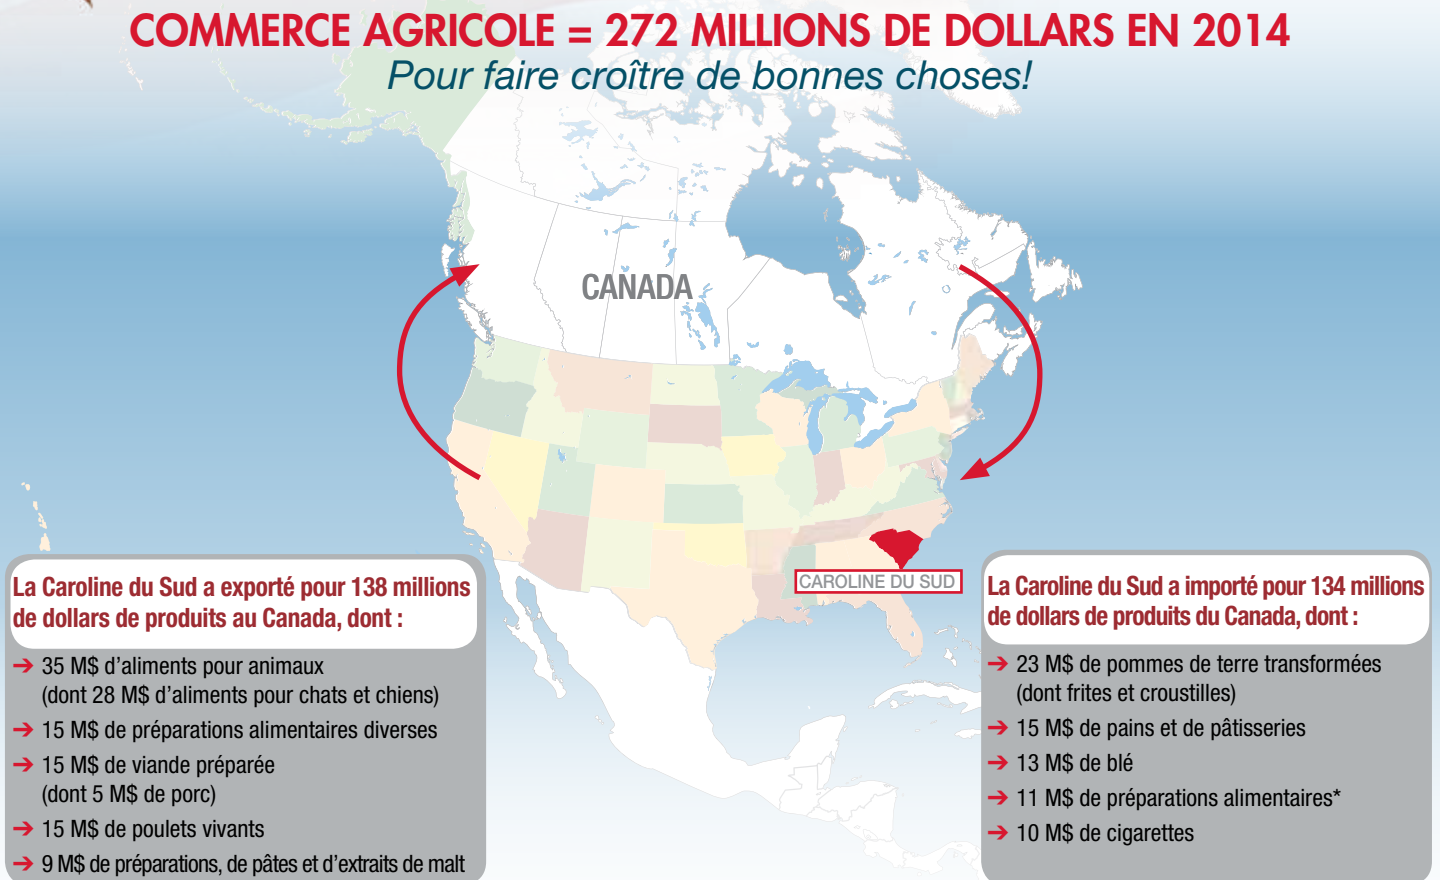 COMMERCE AGRICOLE = 272 MILLIONS DE DOLLARS EN 2014
Pour faire croître de bonnes choses!
CANADA
CAROLINE DU SUD
La Caroline du Sud a exporté pour 138 millions
de dollars de produits au Canada, dont :
➔ 35 M$ d’aliments pour animaux
(dont 28 M$ d’aliments pour chats et chiens)
➔ 15 M$ de préparations alimentaires diverses
➔ 15 M$ de viande préparée
(dont 5 M$ de porc)
➔ 15 M$ de poulets vivants
➔ 9 M$ de préparations, de pâtes et d’extraits de malt
La Caroline du Sud a importé pour 134 millions
de dollars de produits du Canada, dont :
➔ 23 M$ de pommes de terre transformées
(dont frites et croustilles)
➔ 15 M$ de pains et de pâtisseries
➔ 13 M$ de blé
➔ 11 M$ de préparations alimentaires*
➔ 10 M$ de cigarettes